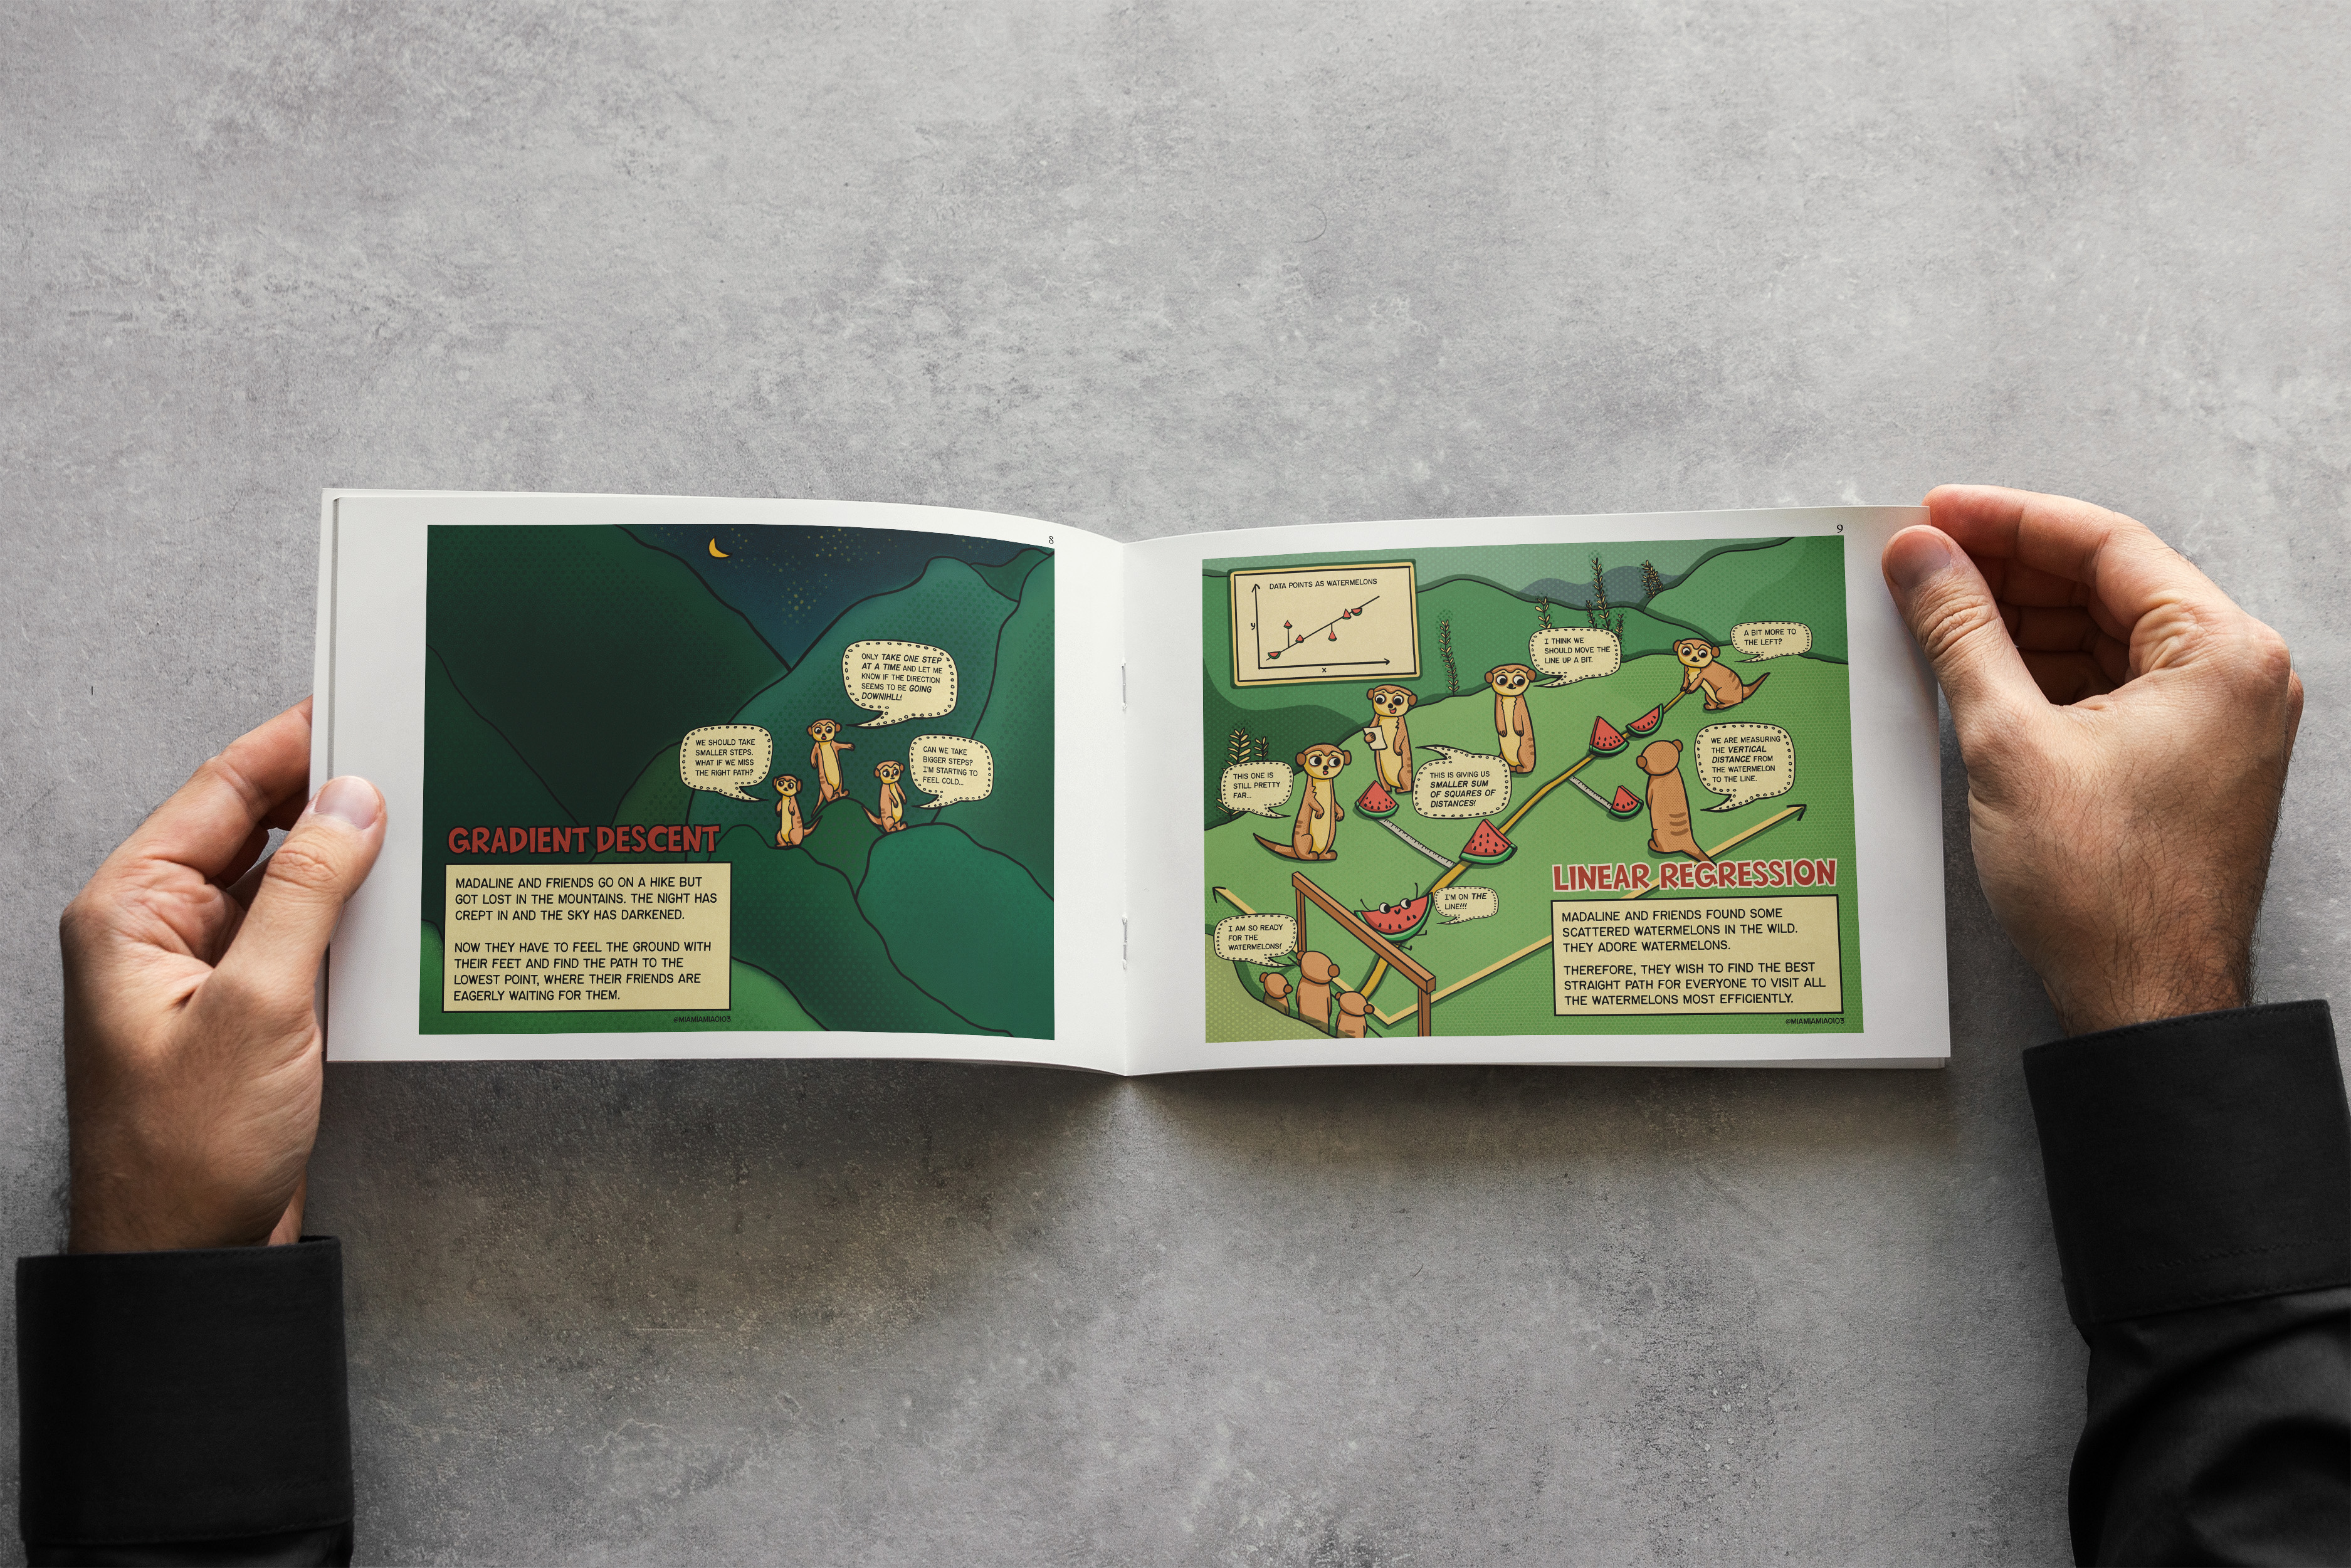 8
ONLY TAKE ONE STEP
AT A TIME AND LET ME
KNOW IF THE DIRECTION
SEEMS TO BE GOING
DOWNIHLL!
WE SHOULD TAKE
SMALLER STEPS.
WHAT IF WE MISS
THE RIGHT PATH?
CAN WE TAKE
BIGGER STEPS?
I'M STARTING TO
FEEL COLD...
GRADIENT DESCENT
MADALINE AND FRIENDS GO ON A HIKE BUT
GOT LOST IN THE MOUNTAINS. THE NIGHT HAS
CREPT IN AND THE SKY HAS DARKENED.
NOW THEY HAVE TO FEEL THE GROUND WITH
THEIR FEET AND FIND THE PATH TO THE
LOWEST POINT, WHERE THEIR FRIENDS ARE
EAGERLY WAITING FOR THEM.
@MIAMIAMIA0103
9
DATA POINTS AS WATERMELONS
y
x
I THINK WE
SHOULD MOVE THE
LINE UP A BIT.
A BIT MORE TO
THE LEFT?
THIS ONE IS
STILL PRETTY
FAR...
THIS IS GIVING US
SMALLER SUM
OF SQUARES OF
DISTANCES!
WE ARE MEASURING
THE VERTICAL
DISTANCE FROM
THE WATERMELON
TO THE LINE.
I'M ON THE
LINE!!!
I AM SO READY
FOR THE
WATERMELONS!
LINEAR REGRESSION
MADALINE AND FRIENDS FOUND SOME
SCATTERED WATERMELONS IN THE WILD.
THEY ADORE WATERMELONS.
THEREFORE, THEY WISH TO FIND THE BEST
STRAIGHT PATH FOR EVERYONE TO VISIT ALL
THE WATERMELONS MOST EFFICIENTLY.
@MIAMIAMIA0103